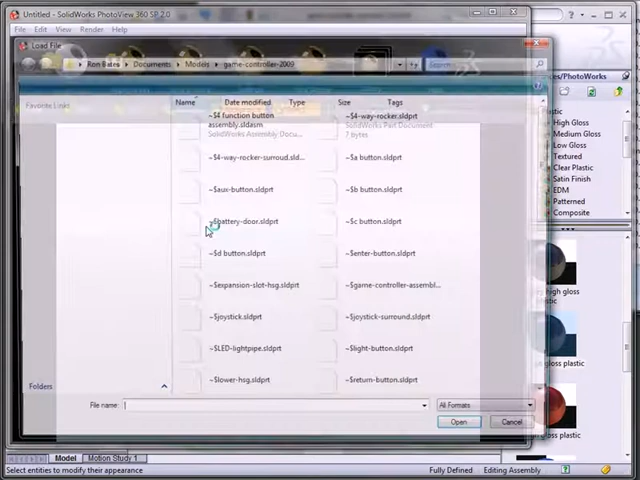 Untitled - SolidWorks PhotoView 360 SP 2.0
File Edit View Render Help
Load File
Ron Bates Documents Models game-controller-2009 Search
es/PhotoWorks
Favorite Links
Name Date modified Type Size Tags
~$4 function button
assembly.sldasm
SolidWorks Assembly Docu...
~$4-way-rocker.sldprt
SolidWorks Part Document
7 bytes
~$4-way-rocker-surroud.sld... ~$a button.sldprt
~$aux-button.sldprt ~$b button.sldprt
~$battery-door.sldprt ~$c button.sldprt
~$d button.sldprt ~$enter-button.sldprt
~$expansion-slot-hsg.sldprt ~$game-controller-assembl...
~$joystick.sldprt ~$joystick-surround.sldprt
~$LED-lightpipe.sldprt ~$light-button.sldprt
~$lower-hsg.sldprt ~$return-button.sldprt
Folders
File name: All Formats
Open Cancel
Plastic
High Gloss
Medium Gloss
Textured
Clear Plastic
Satin Finish
EDM
Patterned
Composite
high gloss
plastic
gloss plastic
gloss plastic
Model Motion Study 1
Select entities to modify their appearance Fully Defined Editing Assembly